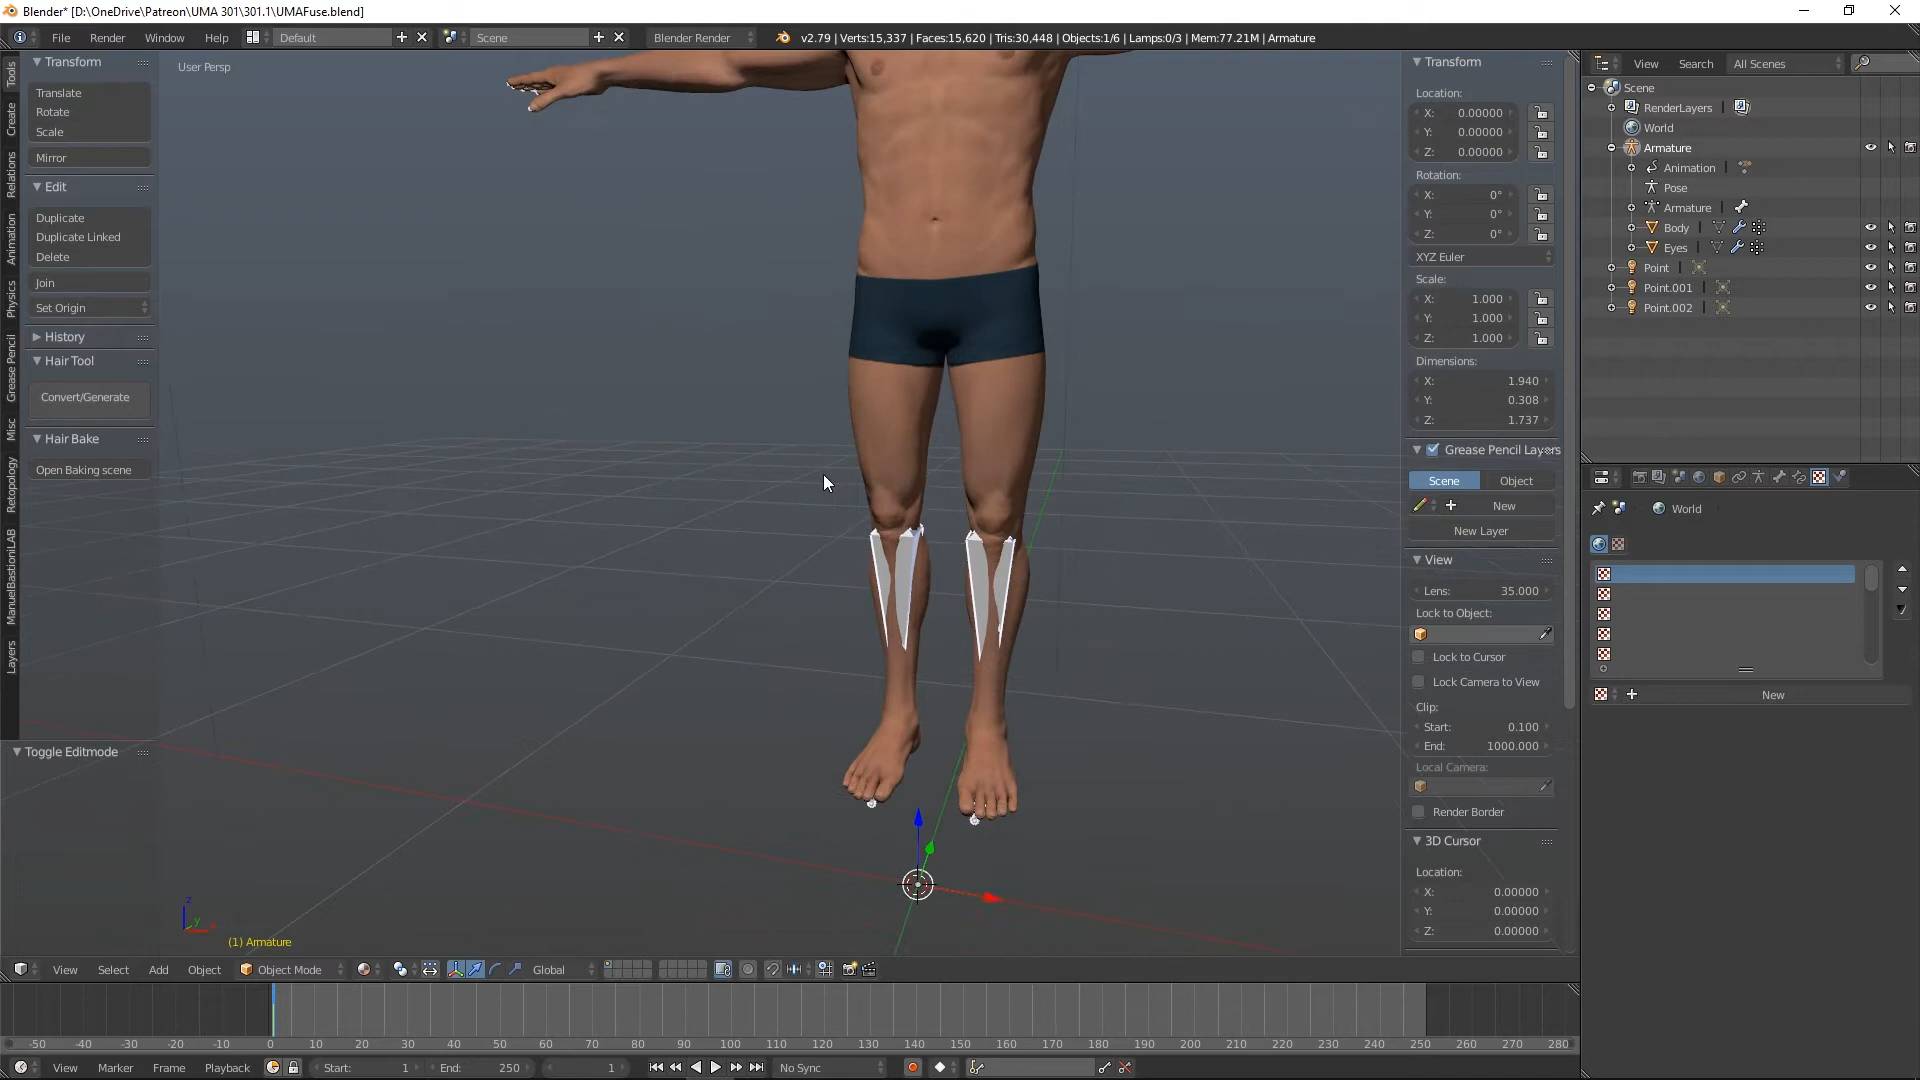 Blender* [D:\OneDrive\Patreon\UMA 301\301.1\UMAFuse.blend]
File Render Window Help Default Scene Blender Render v2.79 | Verts:15,337 | Faces:15,620 | Tris:30,448 | Objects:1/6 | Lamps:0/3 | Mem:77.21M | Armature
Tools
Create
Relations
Animation
Physics
Grease Pencil
Misc
Retopology
ManuelBastioniLAB
Layers
Transform
Translate
Rotate
Scale
Mirror
Edit
Duplicate
Duplicate Linked
Delete
Join
Set Origin
History
Hair Tool
Convert/Generate
Hair Bake
Open Baking scene
Toggle Editmode
User Persp
z
y
(1) Armature
Transform
Location:
X: 0.00000
Y: 0.00000
Z: 0.00000
Rotation:
X: 0°
Y: 0°
Z: 0°
XYZ Euler
Scale:
X: 1.000
Y: 1.000
Z: 1.000
Dimensions:
X: 1.940
Y: 0.308
Z: 1.737
Grease Pencil Layers
Scene Object
New
New Layer
View
Lens: 35.000
Lock to Object:
Lock to Cursor
Lock Camera to View
Clip:
Start: 0.100
End: 1000.000
Local Camera:
Render Border
3D Cursor
Location:
X: 0.00000
Y: 0.00000
Z: 0.00000
View Search All Scenes
Scene
RenderLayers |
World
Armature
Animation
Pose
Armature |
Body
Eyes
Point |
Point.001 |
Point.002 |
World
New
View Select Add Object Object Mode Global
-50 -40 -30 -20 -10 0 10 20 30 40 50 60 70 80 90 100 110 120 130 140 150 160 170 180 190 200 210 220 230 240 250 260 270 280
View Marker Frame Playback Start: 1 End: 250 1 No Sync